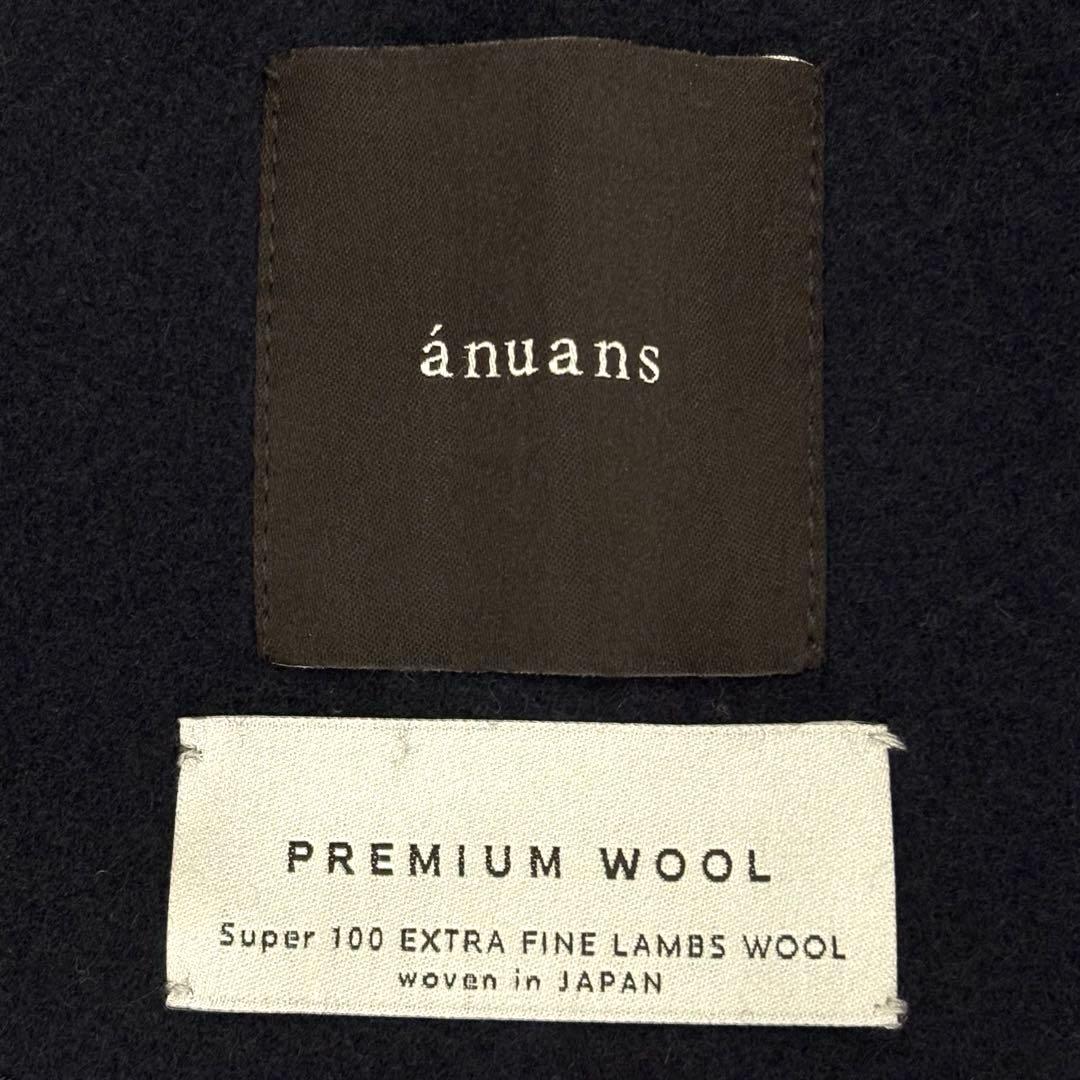 ánuans
PREMIUM WOOL
Super 100 EXTRA FINE LAMBS WOOL
woven in JAPAN